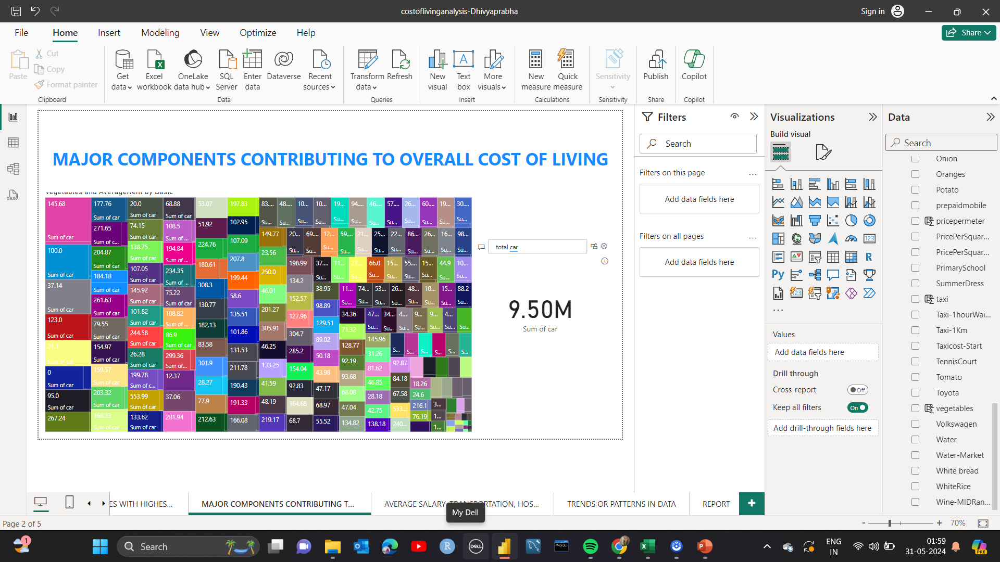 costoflivinganalysis-Dhivyaprabha
Sign in
File Home Insert Modeling View Optimize Help
Share
Paste
Cut
Copy
Format painter
Clipboard
Get data
Excel workbook
OneLake data hub
SQL Server
Enter data
Dataverse
Recent sources
Data
Transform data
Refresh
Queries
New visual
Text box
More visuals
Insert
New measure
Quick measure
Calculations
Sensitivity
Sensitivity
Publish
Share
Copilot
Copilot
MAJOR COMPONENTS CONTRIBUTING TO OVERALL COST OF LIVING
Vegetables and AverageRent by Basic
145.68
Sum of car
100.0
Sum of car
37.14
Sum of car
123.0
Sum of car
21.1
Sum of car
0
Sum of car
95.0
Sum of car
267.24
177.76
Sum of car
271.65
Sum of c...
204.87
Sum of car
184.18
Sum of car
261.63
Sum of car
79.55
Sum of car
154.97
Sum of car
159.57
Sum of car
203.32
Sum of car
168.33
Sum of car
20.0
Sum of car
74.15
Sum of car
138.75
Sum of car
107.05
Sum of car
145.92
Sum of car
101.82
Sum of car
244.58
Sum of car
26.28
Sum of car
199.78
Sum of c...
553.99
Sum of car
133.62
Sum of car
68.88
Sum of car
108.5
Sum of ...
194.84
Sum of ...
234.35
Sum of ...
75.22
Sum of car
108.82
Sum of ...
86.9
Sum of car
299.36
Sum of...
12.37
37.06
281.94
53.07
51.92
224.76
180.61
308.3
130.77
182.13
83.58
301.9
28.27
77.9
212.63
197.83
102.95
107.09
207.8
199.44
58.6
135.51
101.86
131.53
211.78
190.43
191.33
166.08
83....
Su...
48....
Su...
10...
Su...
10...
Su...
19...
Su...
94....
Su...
46....
Su...
57....
Su...
26...
Su...
60....
Su...
19...
Su...
30....
Su...
149.77
23.56
250.0
46.01
201.27
305.91
46.25
133.25
41.59
48.19
219.17
20...
Su...
69....
Su...
12...
Su...
59....
Su...
21...
Su...
25...
Su...
22...
Su...
86...
Su...
26...
Su...
16...
Su...
98...
Su...
198.99
134.2
152.57
127.96
304.7
285.2
154.04
92.83
164.68
68.7
37....
Su...
11...
Su...
27...
Su...
66.0
Su...
15...
Su...
55....
Su...
15...
Su...
44.9
Su...
10...
Su...
38.95
98.89
129.51
89.02
50.18
43.98
47.17
68.97
55.52
11...
Su...
74...
Su...
53...
Su...
26...
Su...
48...
Su...
10...
Su...
15...
Su...
88.2
Su...
34.36
71.32
128.77
92.19
93.68
68.08
47.04
134.82
47...
Su...
34...
Su...
4...
Su...
9...
Su...
9...
Su...
4...
Su...
Su...
145.96
31.26
81.62
46.85
28.18
42.75
138.18
S...
S...
S...
S...
S...
S...
92.87
84.18
67.58
533...
240...
18.26
24.6
216.1
76.19
3...
1...
1...
total car
9.50M
Sum of car
Filters
Search
Filters on this page
...
Add data fields here
Filters on all pages
...
Add data fields here
Visualizations
Build visual
123
R
Py
...
Values
Add data fields here
Drill through
Cross-report
Off
Keep all filters
On
Add drill-through fields here
Data
Search
Onion
Oranges
Potato
prepaidmobile
pricepermeter
PricePerSquar...
PricePerSquar...
PrimarySchool
SummerDress
taxi
Taxi-1hourWai...
Taxi-1Km
Taxicost-Start
TennisCourt
Tomato
Toyota
vegetables
Volkswagen
Water
Water-Market
White bread
WhiteRice
Wine-MIDRan...
ES WITH HIGHES...
MAJOR COMPONENTS CONTRIBUTING T...
AVERAGE SALARY, TRANSPORTATION, HOS...
TRENDS OR PATTERNS IN DATA
REPORT
My Dell
Page 2 of 5
- + 70%
1
Search
DELL
MySQL
ENG
IN
01:59
31-05-2024
PRE